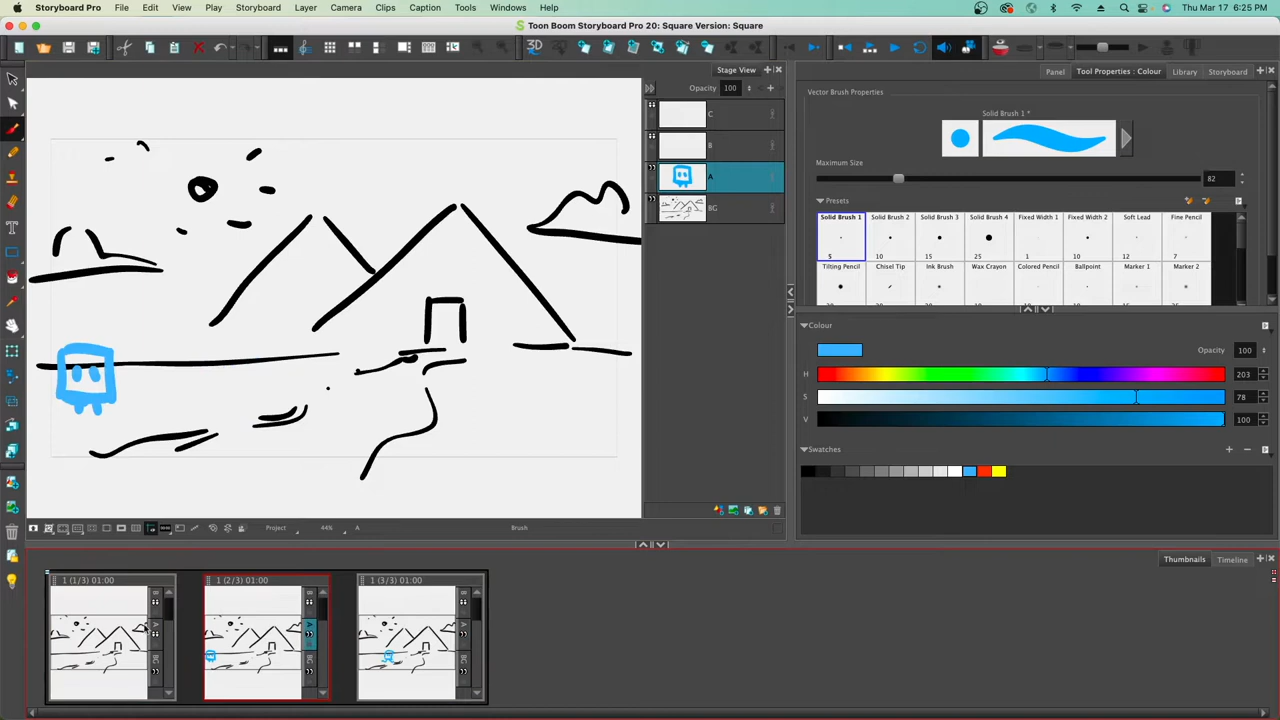 Storyboard Pro File Edit View Play Storyboard Layer Camera Clips Caption Tools Windows Help Thu Mar 17 6:25 PM
Toon Boom Storyboard Pro 20: Square Version: Square
3D
Stage View
Panel Tool Properties : Colour Library Storyboard
Opacity 100
Vector Brush Properties
C
Solid Brush 1 *
B
Maximum Size
A
82
Presets
BG
Solid Brush 1 Solid Brush 2 Solid Brush 3 Solid Brush 4 Fixed Width 1 Fixed Width 2 Soft Lead Fine Pencil
5 10 15 25 1 10 12 7
Tilting Pencil Chisel Tip Ink Brush Wax Crayon Colored Pencil Ballpoint Marker 1 Marker 2
Colour
Opacity 100
H 203
S 78
V 100
Swatches
Project 44% A Brush
Thumbnails Timeline
1 (1/3) 01:00 1 (2/3) 01:00 1 (3/3) 01:00
B B B
A A A
BG BG BG